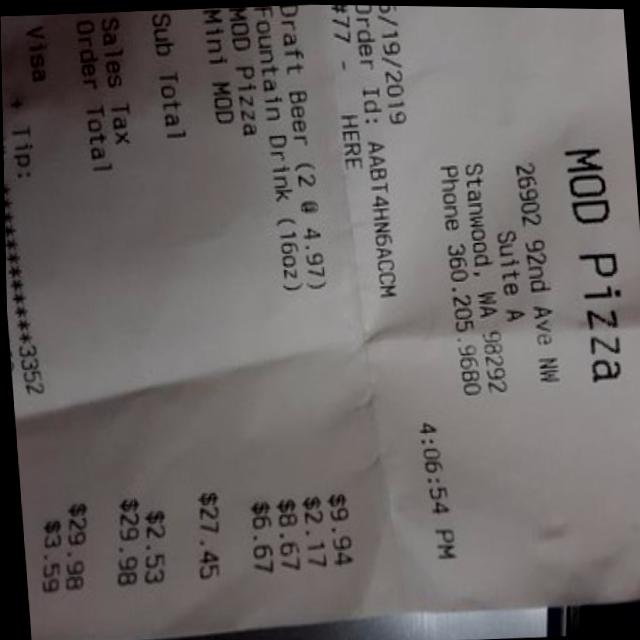 MOD Pizza
26902 92nd Ave NW
Suite A
Stanwood, WA 98292
Phone 360.205.9680
5/19/2019 4:06:54 PM
Order Id: AABT4HN6ACCM
#77 - HERE
Draft Beer (2 @ 4.97) $9.94
Fountain Drink (16oz) $2.17
MOD Pizza $8.67
Mini MOD $6.67
Sub Total $27.45
Sales Tax $2.53
Order Total $29.98
Visa ************3352 $29.98
+ Tip: $3.59